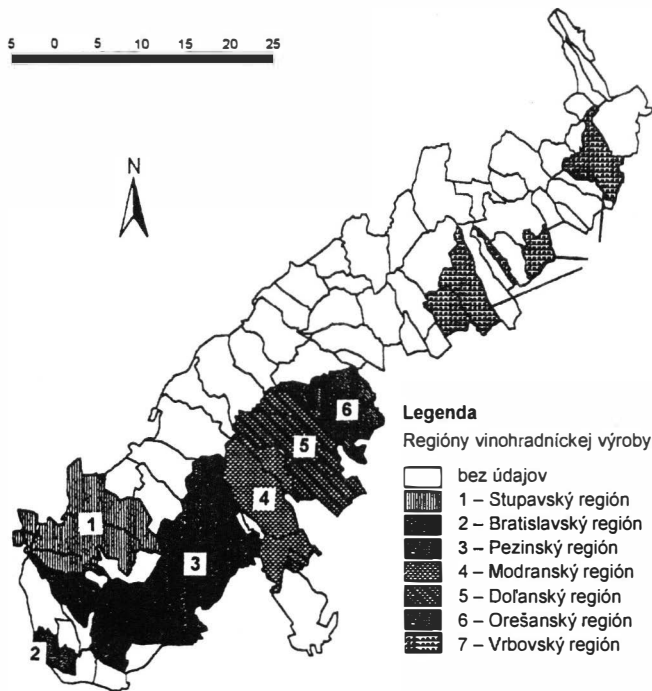 5 0 5 10 15 20 25
N
1
2
3
4
5
6
Legenda
Regióny vinohradníckej výroby
bez údajov
1 – Stupavský región
2 – Bratislavský región
3 – Pezinský región
4 – Modranský región
5 – Doľanský región
6 – Orešanský región
7 – Vrbovský región